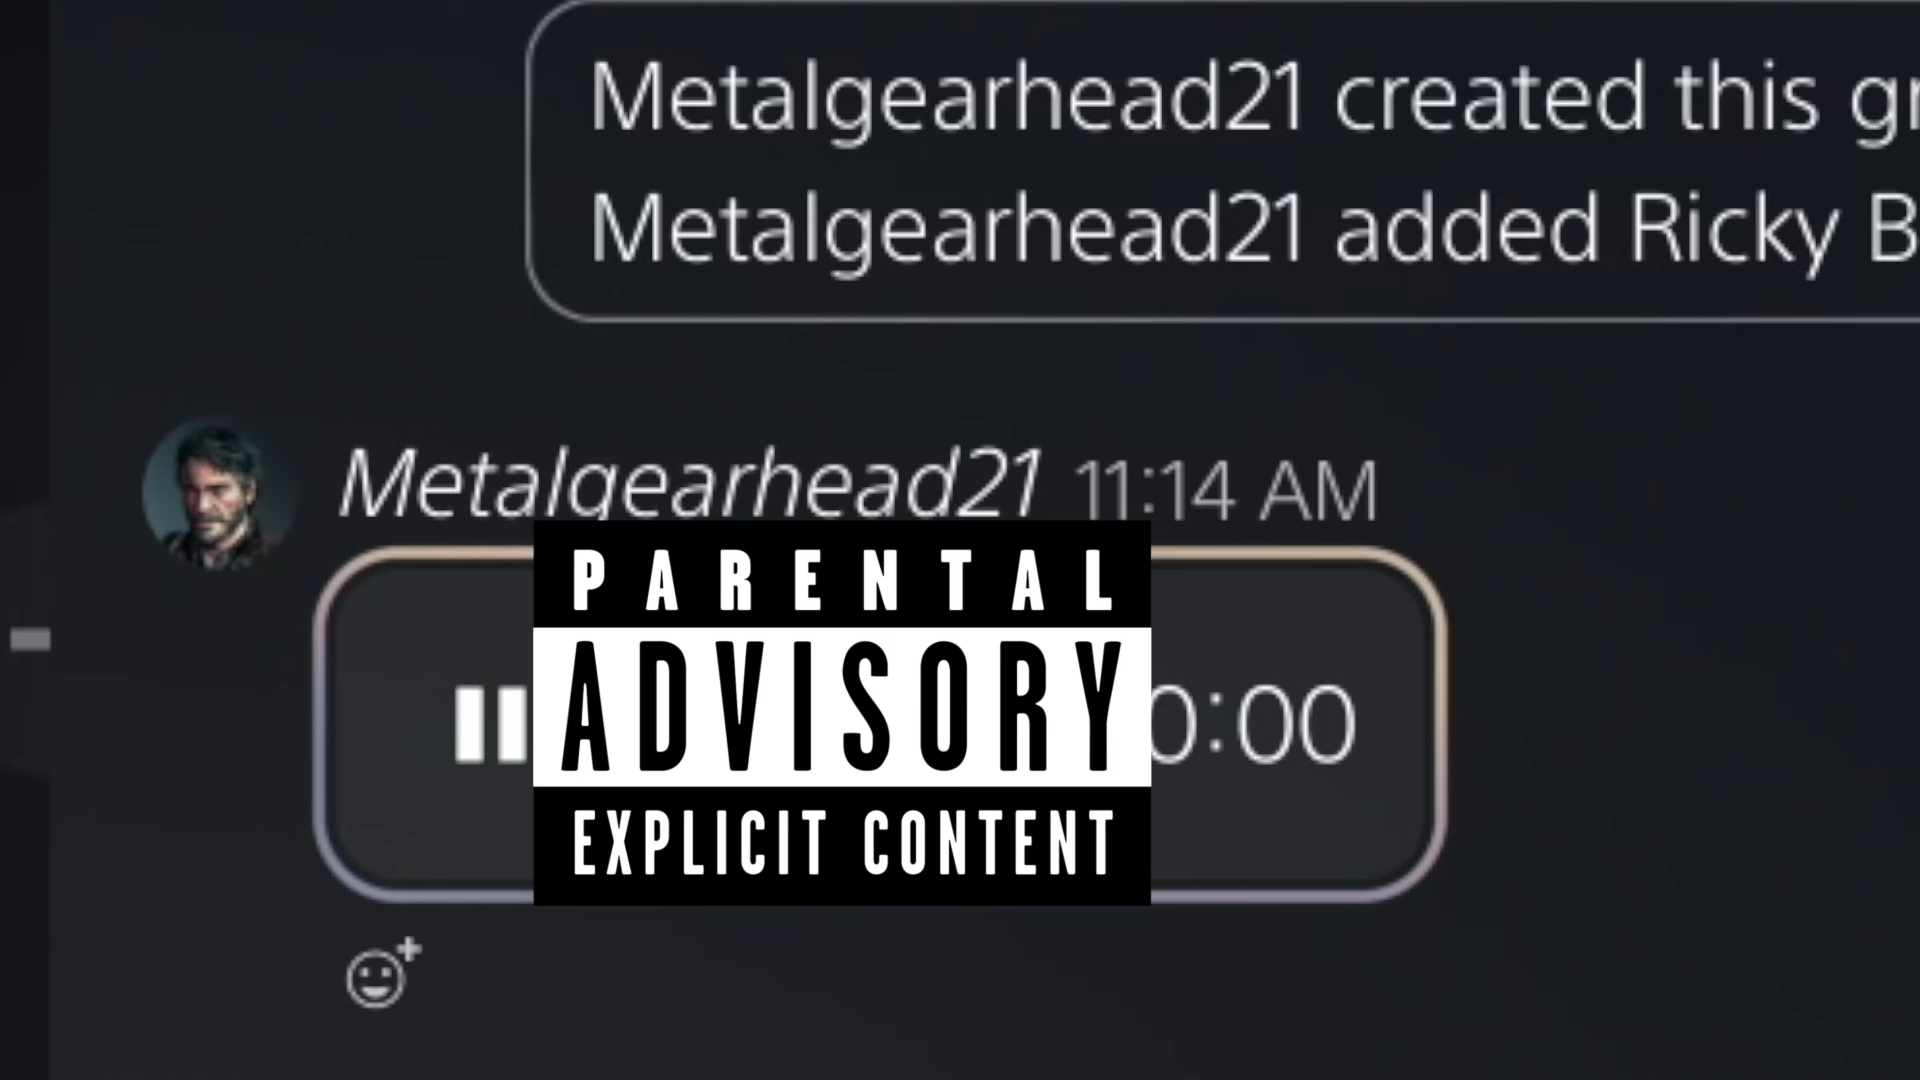 Metalgearhead21 created this gr
Metalgearhead21 added Ricky B
Metalgearhead21 11:14 AM
PARENTAL
ADVISORY
EXPLICIT CONTENT
0:00